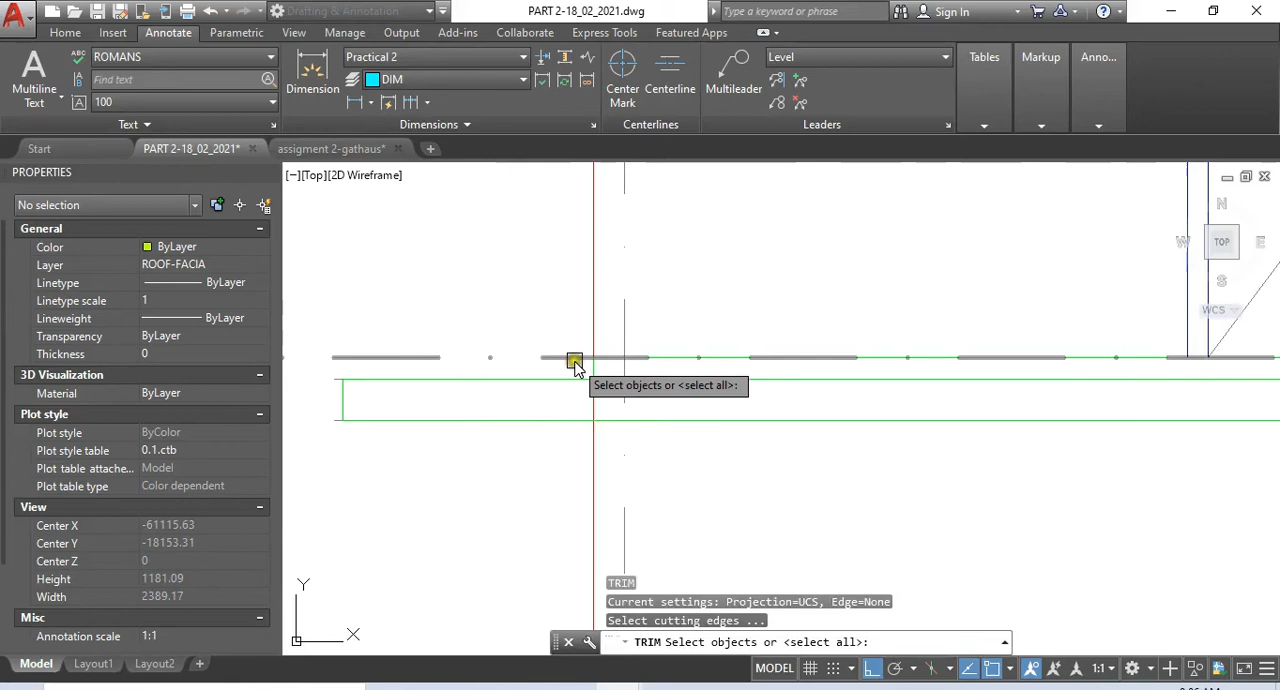 Drafting & Annotation
PART 2-18_02_2021.dwg
Type a keyword or phrase
Sign In
Home Insert Annotate Parametric View Manage Output Add-ins Collaborate Express Tools Featured Apps
ROMANS
Find text
100
Multiline Text
Text
Dimension
Practical 2
DIM
Dimensions
Center Mark
Centerline
Centerlines
Multileader
Level
Leaders
Tables
Markup
Anno...
Start
PART 2-18_02_2021*
assigment 2-gathaus*
PROPERTIES
No selection
General
Color ByLayer
Layer ROOF-FACIA
Linetype ByLayer
Linetype scale 1
Lineweight ByLayer
Transparency ByLayer
Thickness 0
3D Visualization
Material ByLayer
Plot style
Plot style ByColor
Plot style table 0.1.ctb
Plot table attache... Model
Plot table type Color dependent
View
Center X -61115.63
Center Y -18153.31
Center Z 0
Height 1181.09
Width 2389.17
Misc
Annotation scale 1:1
[−][Top][2D Wireframe]
N
W TOP E
S
WCS
Select objects or <select all>:
Y
X
TRIM
Current settings: Projection=UCS, Edge=None
Select cutting edges ...
TRIM Select objects or <select all>:
Model Layout1 Layout2
MODEL
1:1